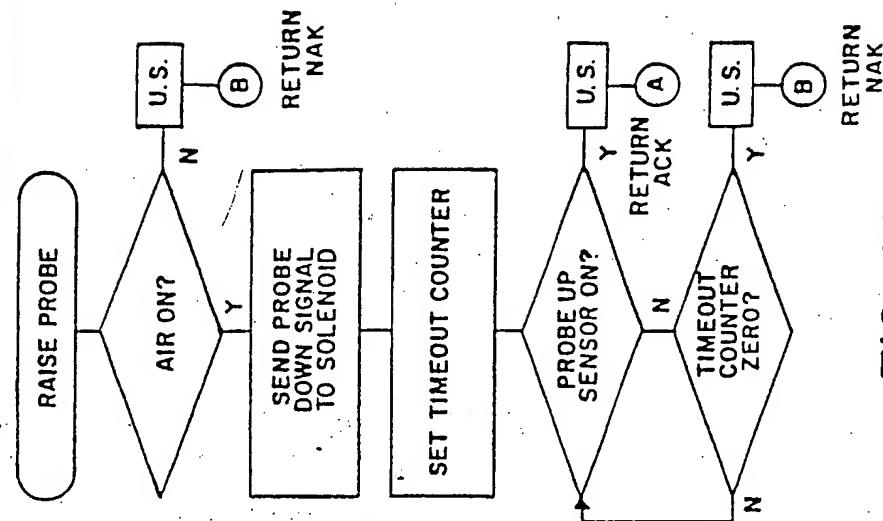 RAISE PROBE
AIR ON?
N
U.S.
B
RETURN
NAK
Y
SEND PROBE
DOWN SIGNAL
TO SOLENOID
SET TIMEOUT COUNTER
PROBE UP
SENSOR ON?
Y
U.S.
A
RETURN
ACK
N
TIMEOUT
COUNTER
ZERO?
Y
U.S.
B
RETURN
NAK
N